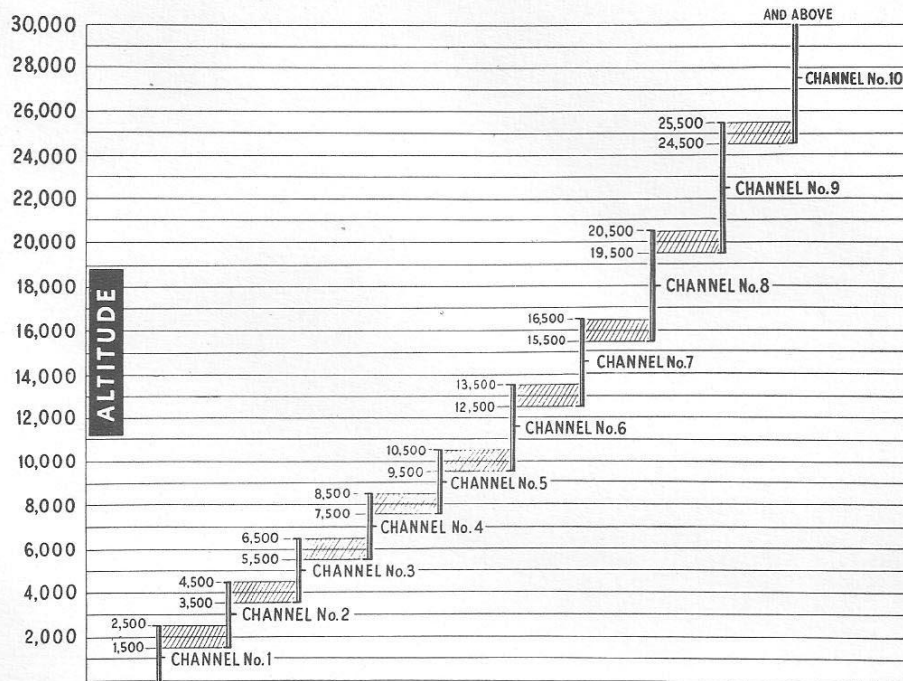 AND ABOVE
30,000
28,000
CHANNEL No.10
26,000
25,500
24,500
24,000
CHANNEL No.9
22,000
20,500
20,000
19,500
18,000
CHANNEL No.8
ALTITUDE
16,500
16,000
15,500
CHANNEL No.7
14,000
13,500
12,500
12,000
CHANNEL No.6
10,500
10,000
9,500
CHANNEL No.5
8,500
8,000
7,500
CHANNEL No.4
6,500
6,000
5,500
CHANNEL No.3
4,500
4,000
3,500
CHANNEL No.2
2,500
2,000
1,500
CHANNEL No.1